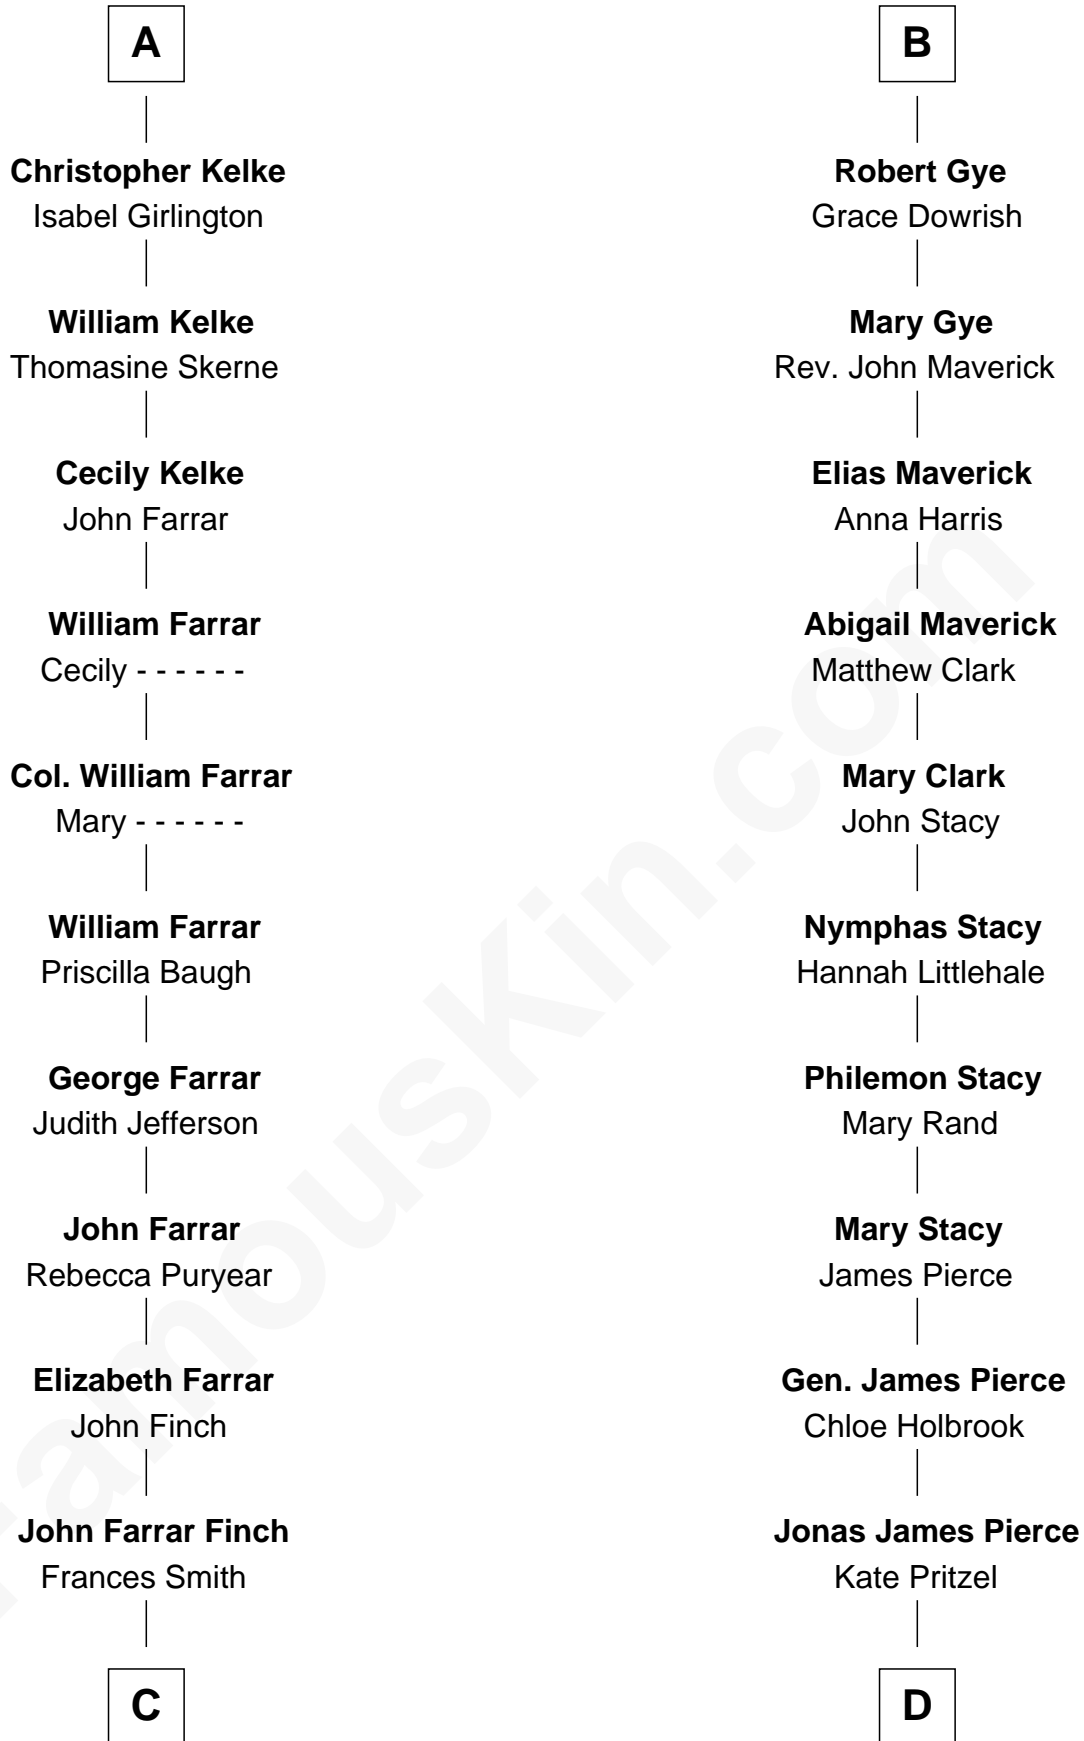 A
Christopher Kelke
Isabel Girlington
William Kelke
Thomasine Skerne
Cecily Kelke
John Farrar
William Farrar
Cecily - - - - - -
Col. William Farrar
Mary - - - - - -
William Farrar
Priscilla Baugh
George Farrar
Judith Jefferson
John Farrar
Rebecca Puryear
Elizabeth Farrar
John Finch
John Farrar Finch
Frances Smith
C
B
Robert Gye
Grace Dowrish
Mary Gye
Rev. John Maverick
Elias Maverick
Anna Harris
Abigail Maverick
Matthew Clark
Mary Clark
John Stacy
Nymphas Stacy
Hannah Littlehale
Philemon Stacy
Mary Rand
Mary Stacy
James Pierce
Gen. James Pierce
Chloe Holbrook
Jonas James Pierce
Kate Pritzel
D
FamousKin.com